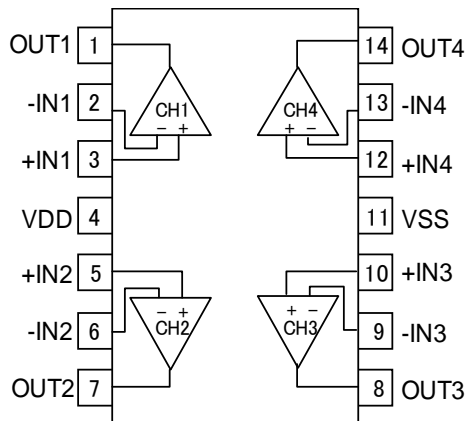 OUT1 1 14 OUT4
-IN1 2 CH1 CH4 13 -IN4
− + + −
+IN1 3 12 +IN4
VDD 4 11 VSS
+IN2 5 10 +IN3
− + + −
-IN2 6 CH2 CH3 9 -IN3
OUT2 7 8 OUT3